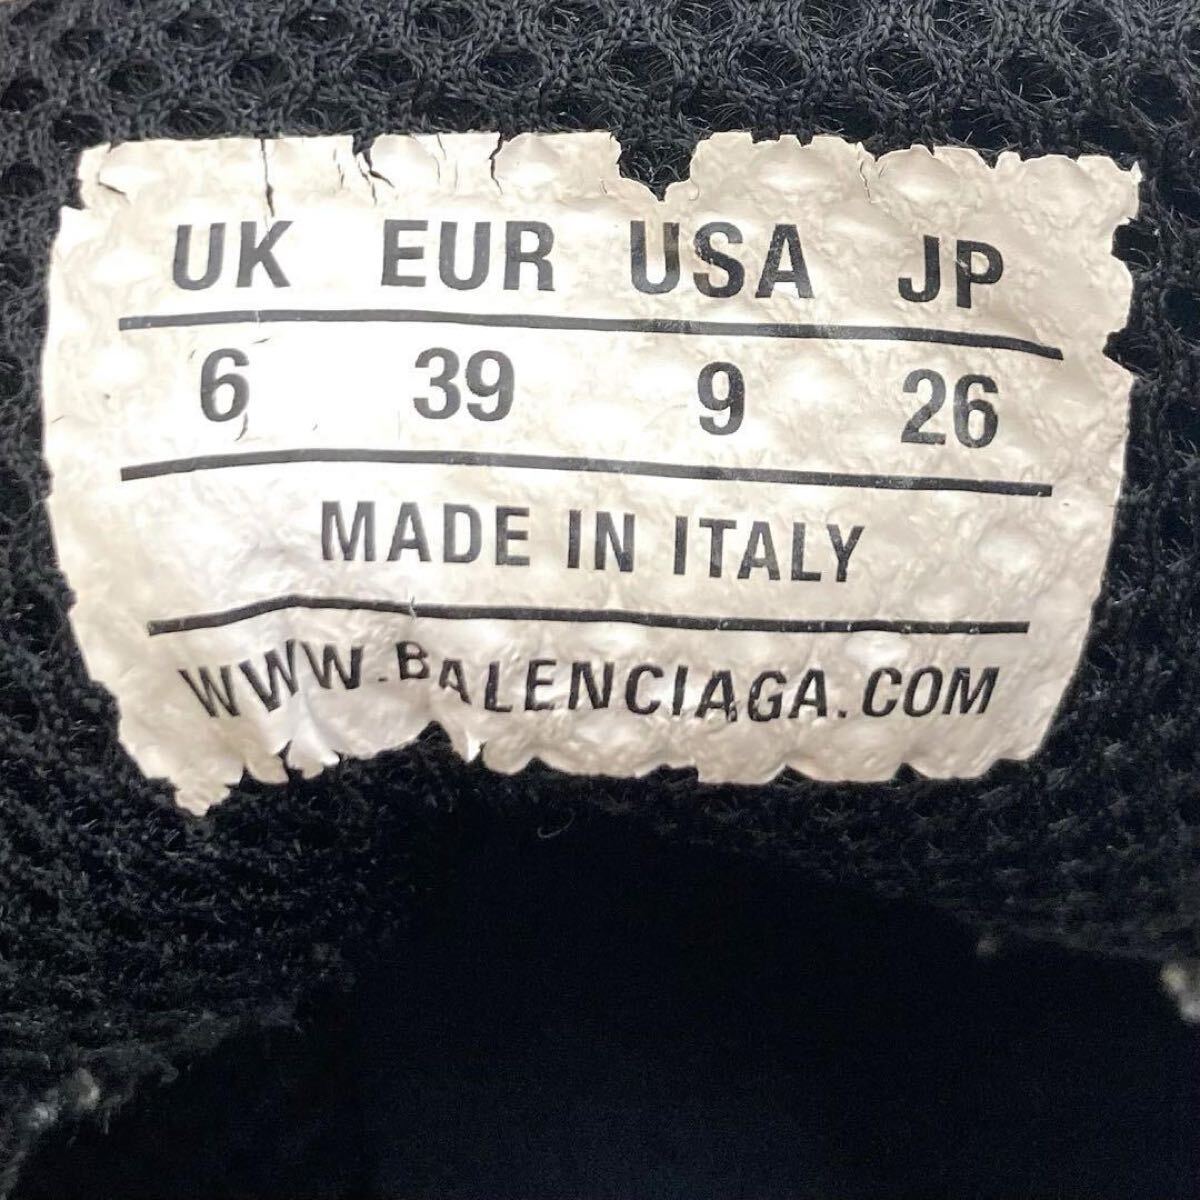 UK EUR USA JP
6 39 9 26
MADE IN ITALY
WWW.BALENCIAGA.COM